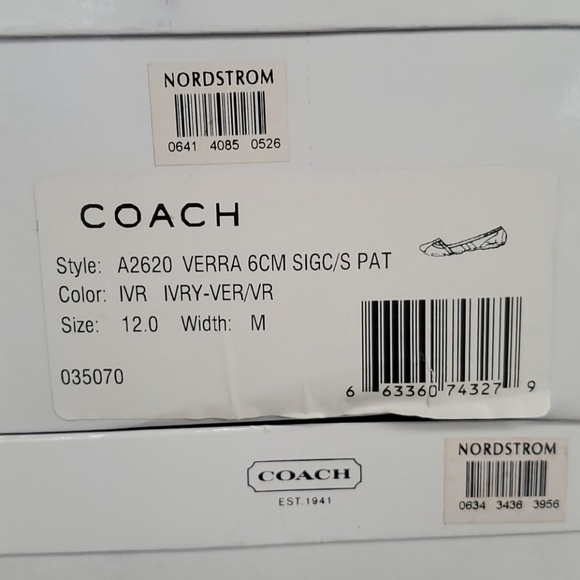 NORDSTROM
0641 4085 0526
COACH
Style: A2620 VERRA 6CM SIGC/S PAT
Color: IVR IVRY-VER/VR
Size: 12.0 Width: M
035070
6 63360 74327 9
COACH
EST. 1941
NORDSTROM
0634 3436 3956